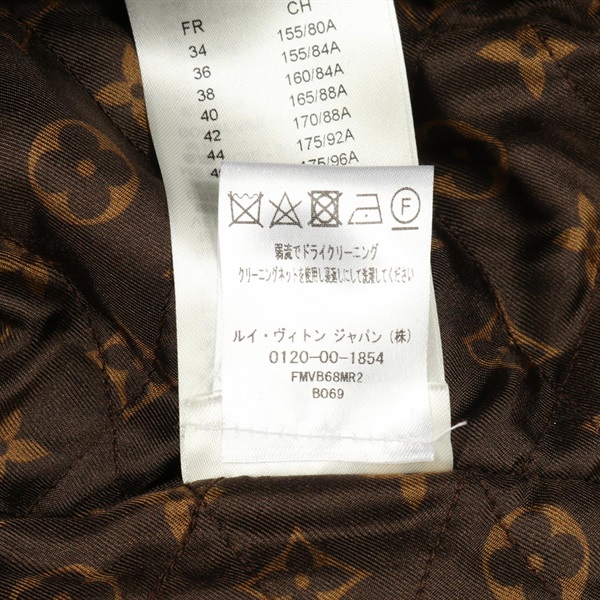 FR CH
34 155/80A
36 155/84A
38 160/84A
40 165/88A
42 170/88A
44 175/92A
175/96A
F
弱流でドライクリーニング
クリーニングネットを使用し裏返しにして洗濯してください
ルイ・ヴィトン ジャパン (株)
0120-00-1854
FMVB68MR2
B069